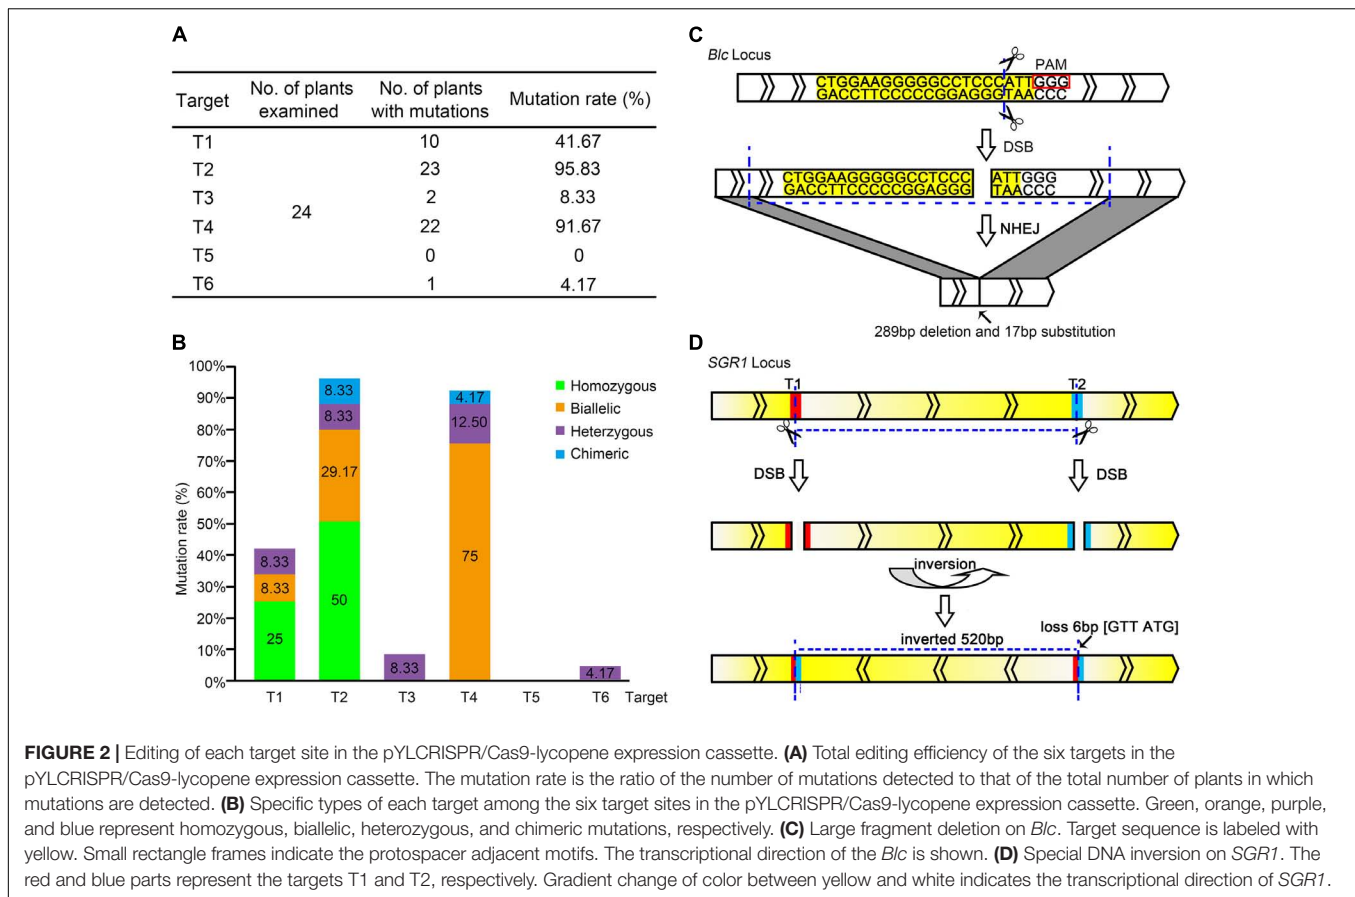 A
Target
No. of plants examined
No. of plants with mutations
Mutation rate (%)
T1 10 41.67
T2 23 95.83
T3 2 8.33
24
T4 22 91.67
T5 0 0
T6 1 4.17
B
100%
90%
80%
70%
60%
50%
40%
30%
20%
10%
0%
Mutation rate (%)
8.33
8.33
25
8.33
8.33
29.17
50
8.33
4.17
12.50
75
4.17
T1 T2 T3 T4 T5 T6 Target
Homozygous
Biallelic
Heterzygous
Chimeric
C
Blc Locus
PAM
CTGGAAGGGGGCCTCCCATTGGG
GACCTTCCCCCGGAGGGTAACCC
DSB
CTGGAAGGGGGCCTCCC ATTGGG
GACCTTCCCCCGGAGGG TAACCC
NHEJ
289bp deletion and 17bp substitution
D
SGR1 Locus
T1 T2
DSB DSB
inversion
inverted 520bp
loss 6bp [GTT ATG]
FIGURE 2 | Editing of each target site in the pYLCRISPR/Cas9-lycopene expression cassette. (A) Total editing efficiency of the six targets in the
pYLCRISPR/Cas9-lycopene expression cassette. The mutation rate is the ratio of the number of mutations detected to that of the total number of plants in which
mutations are detected. (B) Specific types of each target among the six target sites in the pYLCRISPR/Cas9-lycopene expression cassette. Green, orange, purple,
and blue represent homozygous, biallelic, heterozygous, and chimeric mutations, respectively. (C) Large fragment deletion on Blc. Target sequence is labeled with
yellow. Small rectangle frames indicate the protospacer adjacent motifs. The transcriptional direction of the Blc is shown. (D) Special DNA inversion on SGR1. The
red and blue parts represent the targets T1 and T2, respectively. Gradient change of color between yellow and white indicates the transcriptional direction of SGR1.